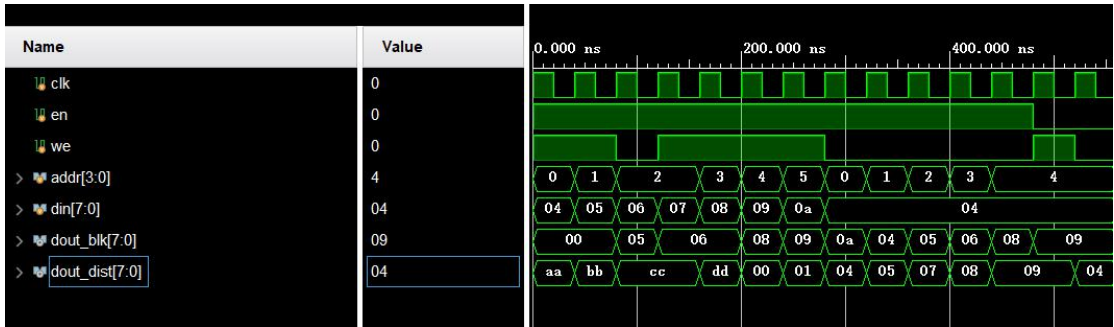 Name Value 0.000 ns 200.000 ns 400.000 ns
clk 0
en 0
we 0
addr[3:0] 4 0 1 2 3 4 5 0 1 2 3 4
din[7:0] 04 04 05 06 07 08 09 0a 04
dout_blk[7:0] 09 00 05 06 08 09 0a 04 05 06 08 09
dout_dist[7:0] 04 aa bb cc dd 00 01 04 05 07 08 09 04